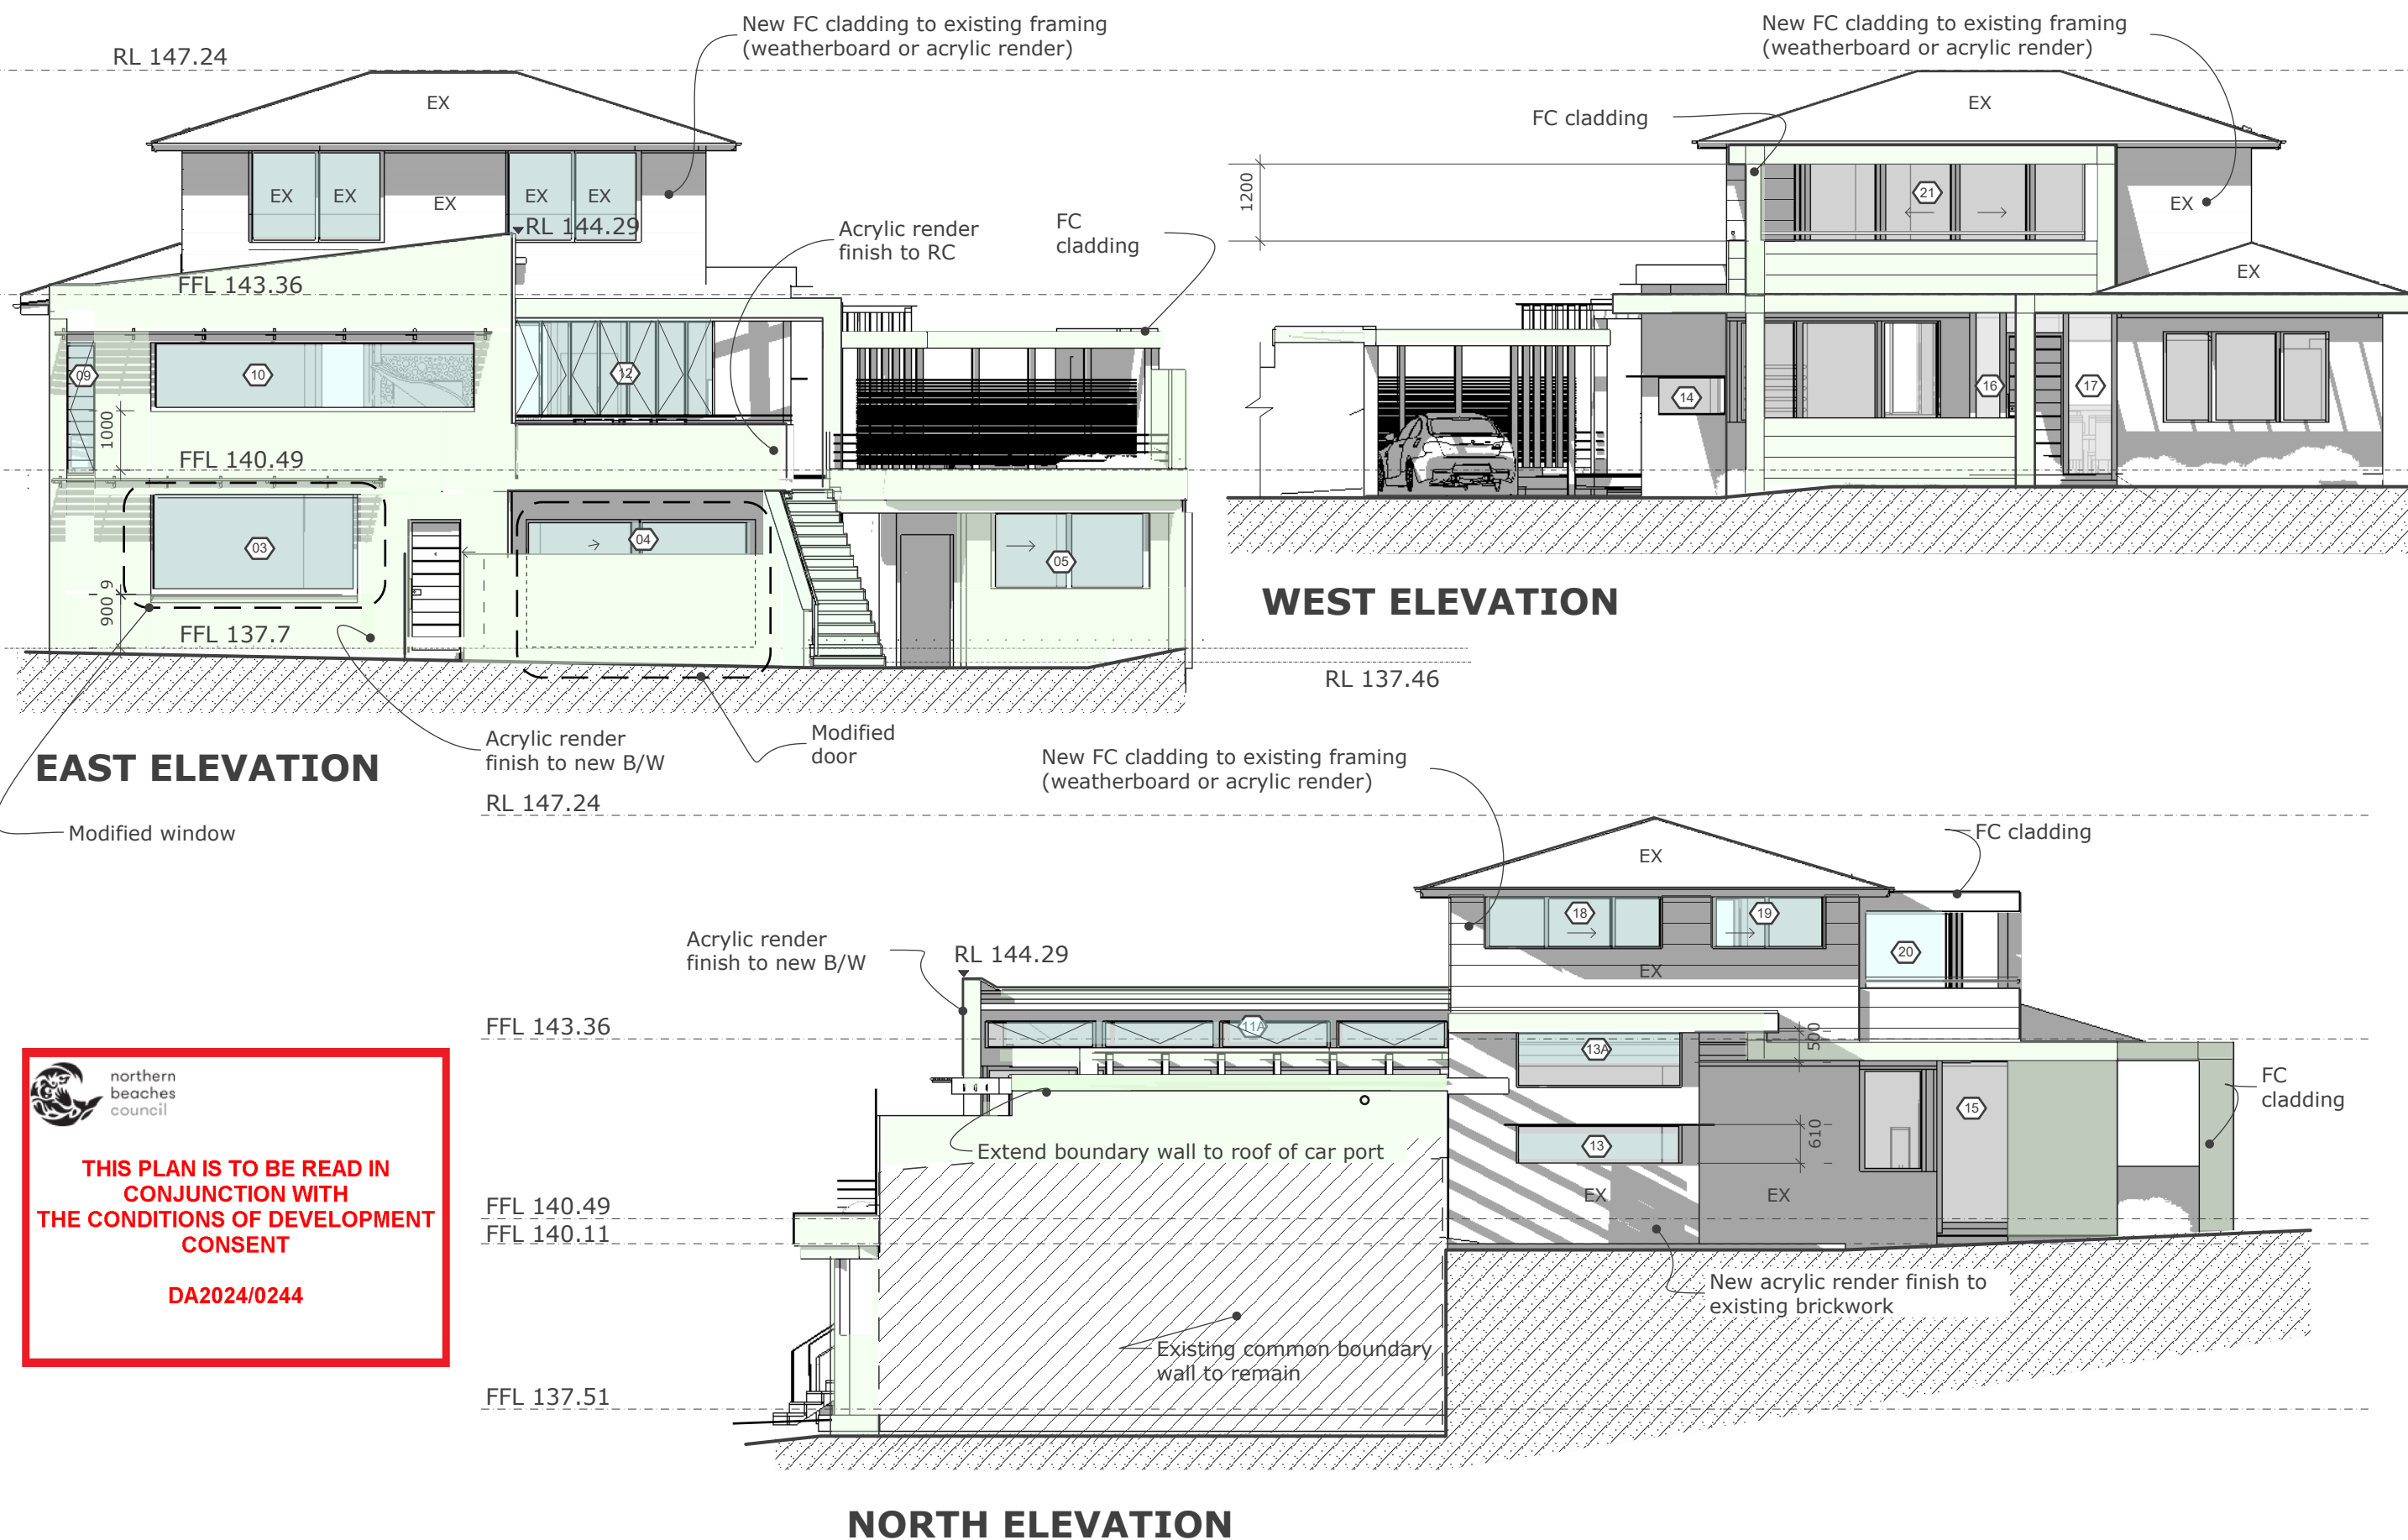 New FC cladding to existing framing
(weatherboard or acrylic render)
RL 147.24
EX
EX
EX
EX
EX
EX
RL 144.29
Acrylic render
finish to RC
FC
cladding
FFL 143.36
09
10
12
1000
FFL 140.49
03
04
05
900
9
FFL 137.7
Acrylic render
finish to new B/W
Modified
door
EAST ELEVATION
Modified window
New FC cladding to existing framing
(weatherboard or acrylic render)
FC cladding
EX
1200
21
EX
EX
14
16
17
WEST ELEVATION
RL 137.46
New FC cladding to existing framing
(weatherboard or acrylic render)
RL 147.24
FC cladding
EX
18
19
20
EX
Acrylic render
finish to new B/W
RL 144.29
FFL 143.36
11A
13A
500
FC
cladding
15
Extend boundary wall to roof of car port
13
610
EX
EX
FFL 140.49
FFL 140.11
New acrylic render finish to
existing brickwork
Existing common boundary
wall to remain
FFL 137.51
NORTH ELEVATION
northern
beaches
council
THIS PLAN IS TO BE READ IN
CONJUNCTION WITH
THE CONDITIONS OF DEVELOPMENT
CONSENT
DA2024/0244